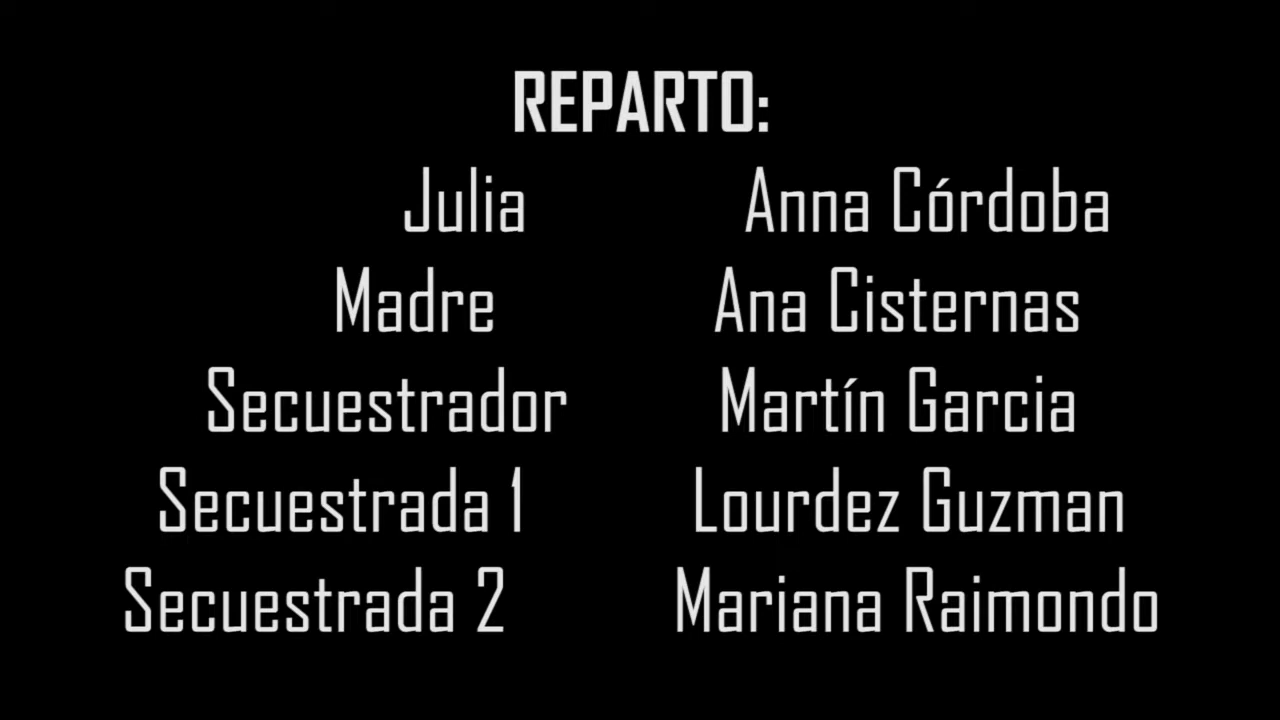 REPARTO:
Julia Anna Córdoba
Madre Ana Cisternas
Secuestrador Martín Garcia
Secuestrada 1 Lourdez Guzman
Secuestrada 2 Mariana Raimondo